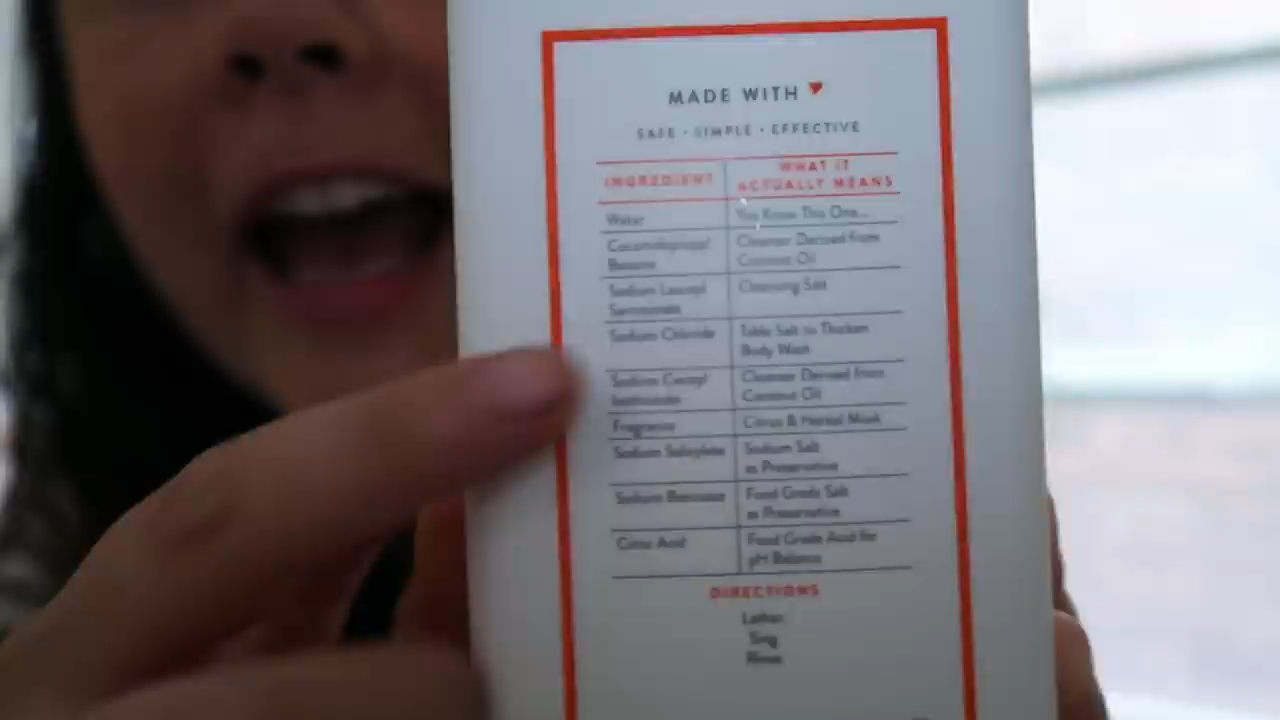 MADE WITH
SAFE · SIMPLE · EFFECTIVE
INGREDIENT
WHAT IT
ACTUALLY MEANS
Water
You Know This One...
Cocamidopropyl
Betaine
Cleanser Derived from
Coconut Oil
Sodium Lauroyl
Sarcosinate
Cleansing Salt
Sodium Chloride
Table Salt to Thicken
Body Wash
Sodium Cocoyl
Isethionate
Cleanser Derived from
Coconut Oil
Fragrance
Citrus & Herbal Musk
Sodium Salicylate
Sodium Salt
as Preservative
Sodium Benzoate
Food Grade Salt
as Preservative
Citric Acid
Food Grade Acid for
pH Balance
DIRECTIONS
Lather.
Sing.
Rinse.